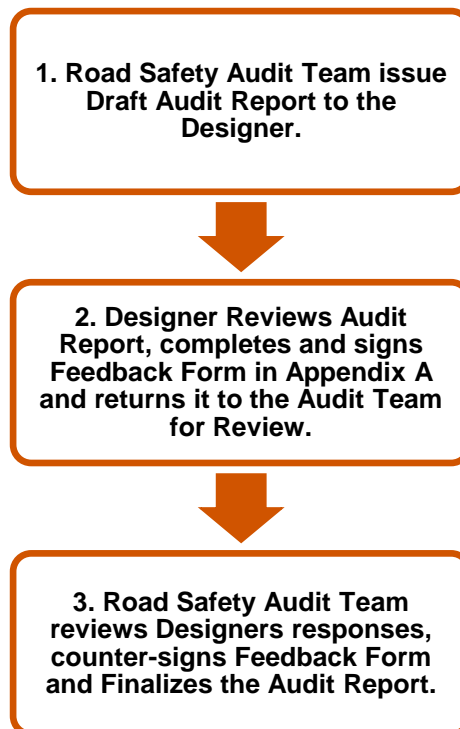 1. Road Safety Audit Team issue
Draft Audit Report to the
Designer.
2. Designer Reviews Audit
Report, completes and signs
Feedback Form in Appendix A
and returns it to the Audit Team
for Review.
3. Road Safety Audit Team
reviews Designers responses,
counter-signs Feedback Form
and Finalizes the Audit Report.